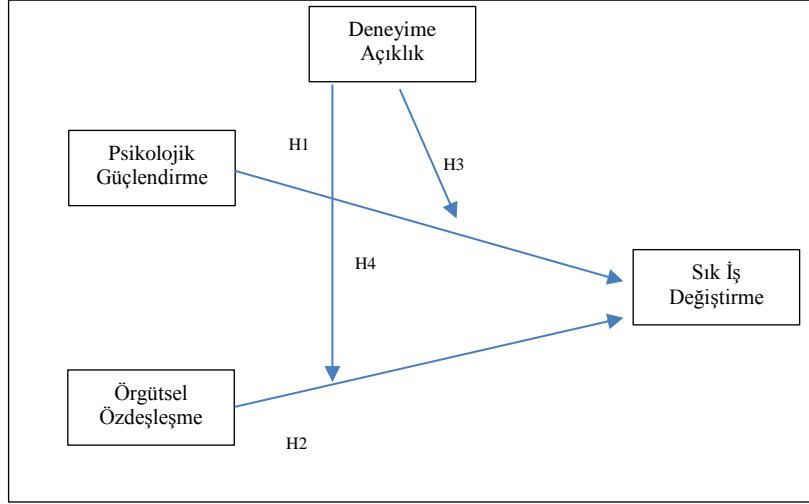 Deneyime
Açıklık
H1
H3
Psikolojik
Güçlendirme
H4
Sık İş
Değiştirme
Örgütsel
Özdeşleşme
H2